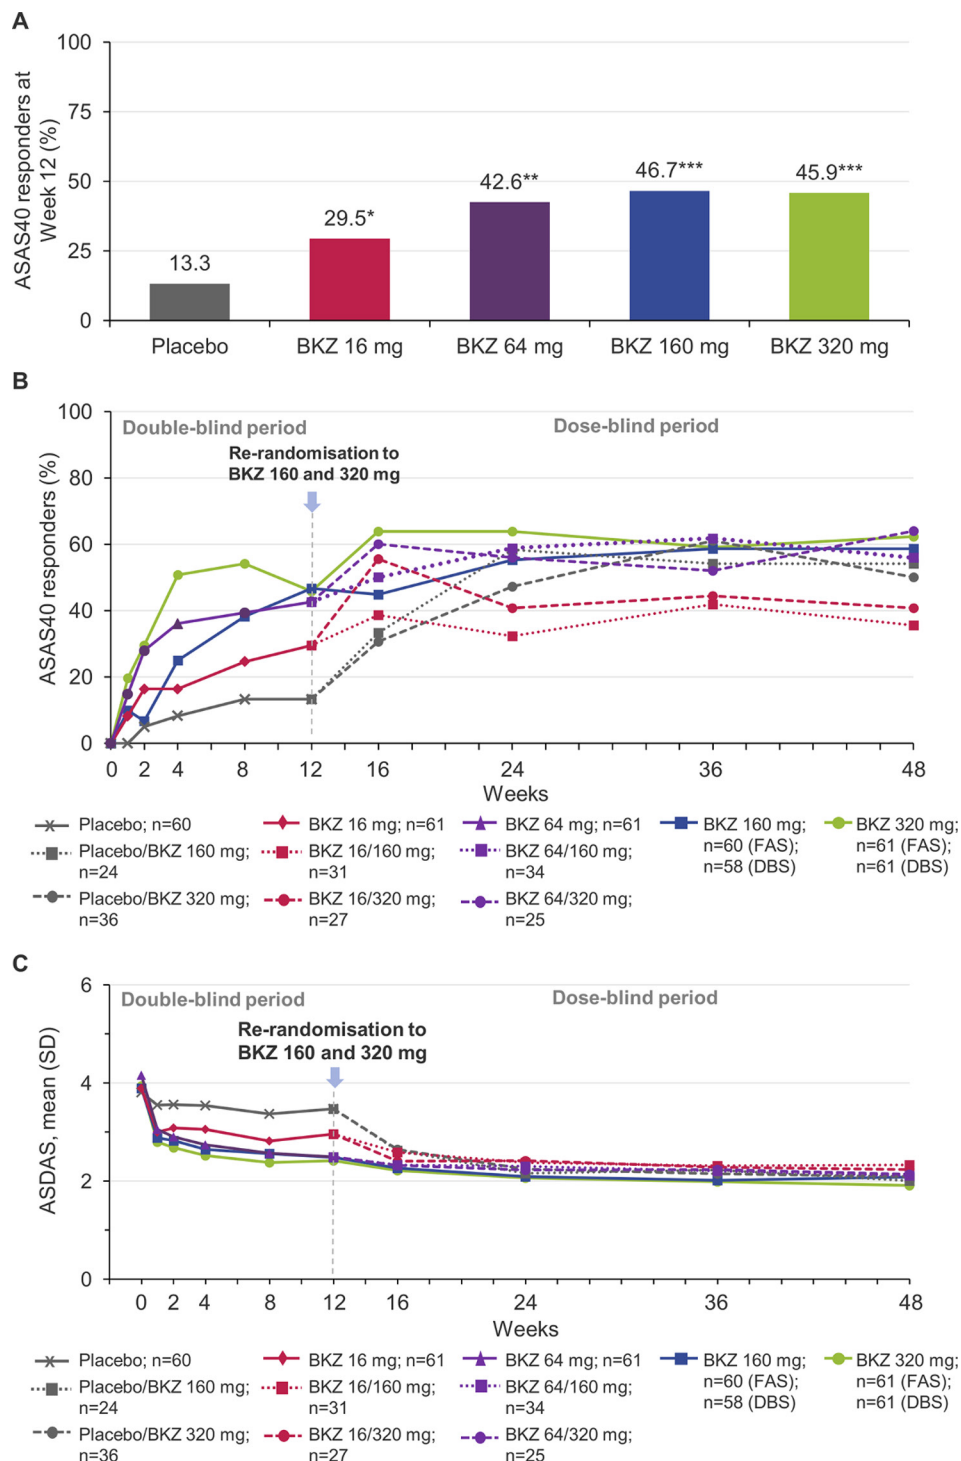 A
ASAS40 responders at
Week 12 (%)
100
75
50
25
0
13.3
29.5*
42.6**
46.7***
45.9***
Placebo
BKZ 16 mg
BKZ 64 mg
BKZ 160 mg
BKZ 320 mg
B
ASAS40 responders (%)
100
80
60
40
20
0
Double-blind period
Dose-blind period
Re-randomisation to
BKZ 160 and 320 mg
0 2 4 8 12 16 24 36 48
Weeks
Placebo; n=60
Placebo/BKZ 160 mg;
n=24
Placebo/BKZ 320 mg;
n=36
BKZ 16 mg; n=61
BKZ 16/160 mg;
n=31
BKZ 16/320 mg;
n=27
BKZ 64 mg; n=61
BKZ 64/160 mg;
n=34
BKZ 64/320 mg;
n=25
BKZ 160 mg;
n=60 (FAS);
n=58 (DBS)
BKZ 320 mg;
n=61 (FAS);
n=61 (DBS)
C
ASDAS, mean (SD)
6
4
2
0
Double-blind period
Dose-blind period
Re-randomisation to
BKZ 160 and 320 mg
0 2 4 8 12 16 24 36 48
Weeks
Placebo; n=60
Placebo/BKZ 160 mg;
n=24
Placebo/BKZ 320 mg;
n=36
BKZ 16 mg; n=61
BKZ 16/160 mg;
n=31
BKZ 16/320 mg;
n=27
BKZ 64 mg; n=61
BKZ 64/160 mg;
n=34
BKZ 64/320 mg;
n=25
BKZ 160 mg;
n=60 (FAS);
n=58 (DBS)
BKZ 320 mg;
n=61 (FAS);
n=61 (DBS)